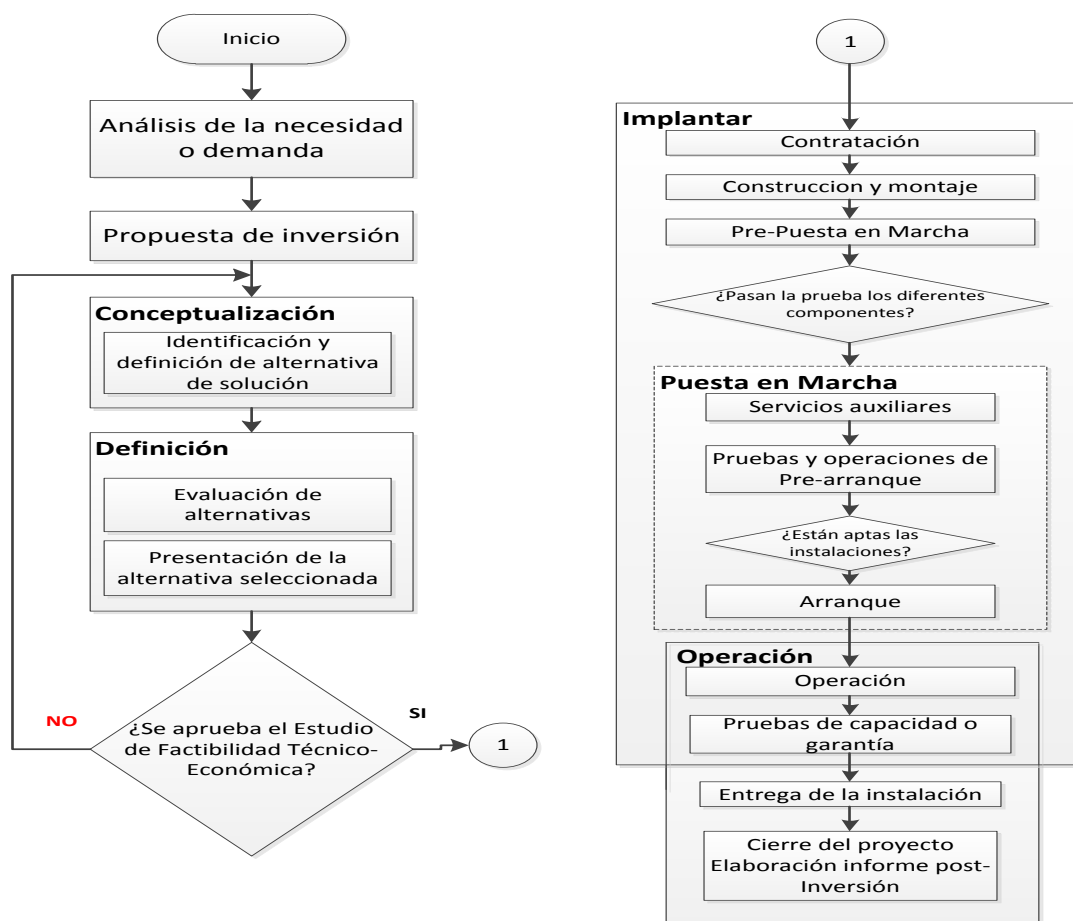 Inicio
Análisis de la necesidad
o demanda
Propuesta de inversión
Conceptualización
Identificación y
definición de alternativa
de solución
Definición
Evaluación de
alternativas
Presentación de la
alternativa seleccionada
¿Se aprueba el Estudio
de Factibilidad Técnico-
Económica?
NO
SI
1
1
Implantar
Contratación
Construccion y montaje
Pre-Puesta en Marcha
¿Pasan la prueba los diferentes
componentes?
Puesta en Marcha
Servicios auxiliares
Pruebas y operaciones de
Pre-arranque
¿Están aptas las
instalaciones?
Arranque
Operación
Operación
Pruebas de capacidad o
garantía
Entrega de la instalación
Cierre del proyecto
Elaboración informe post-
Inversión